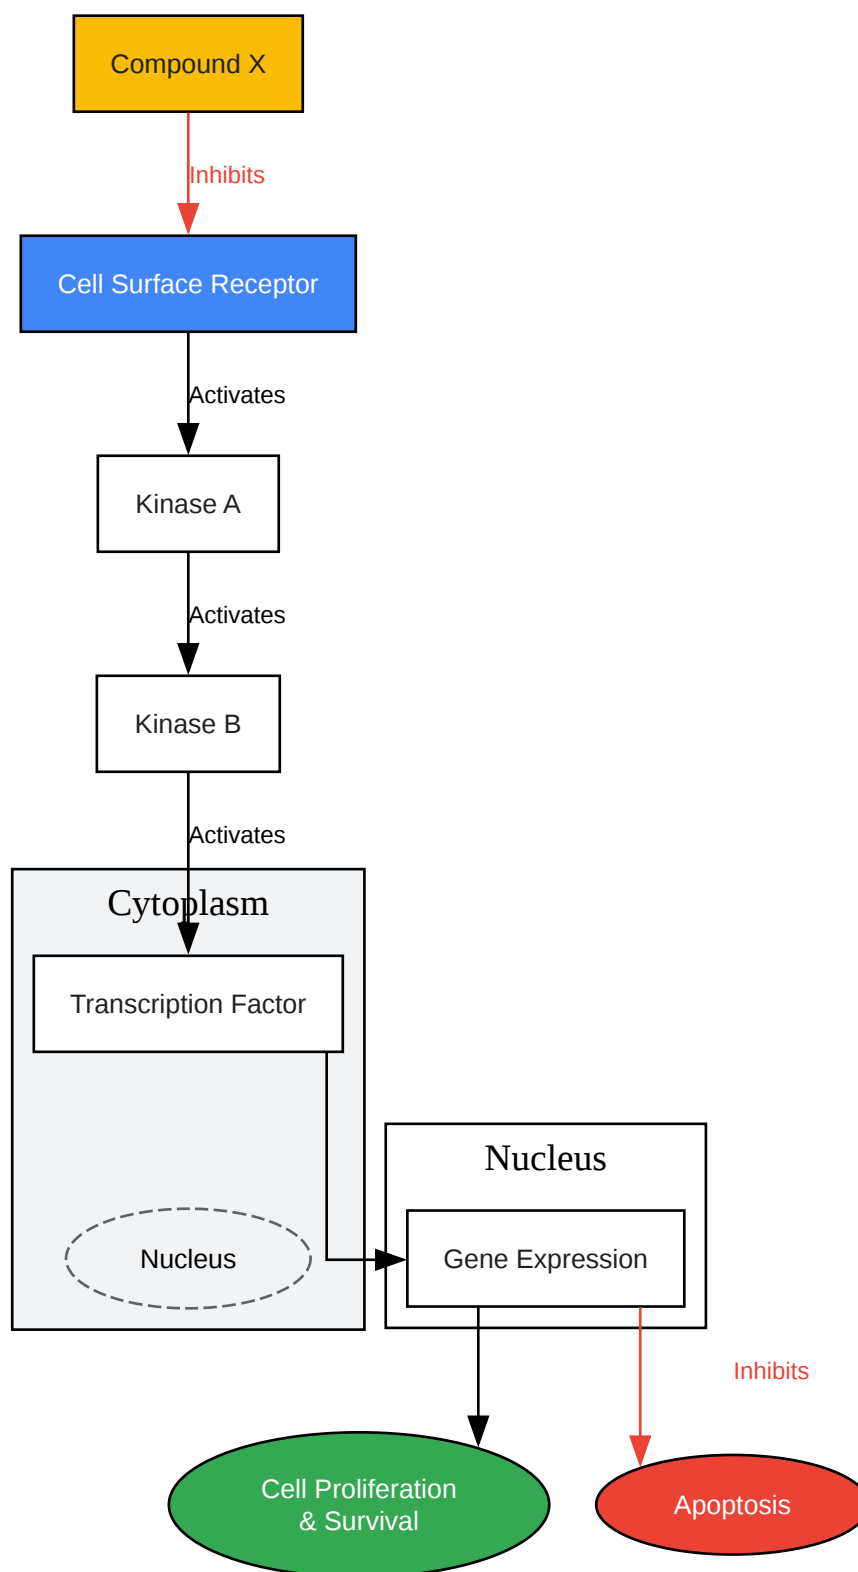 Compound X
Inhibits
Cell Surface Receptor
Activates
Kinase A
Activates
Kinase B
Activates
Cytoplasm
Transcription Factor
Nucleus
Nucleus
Gene Expression
Inhibits
Cell Proliferation
& Survival
Apoptosis